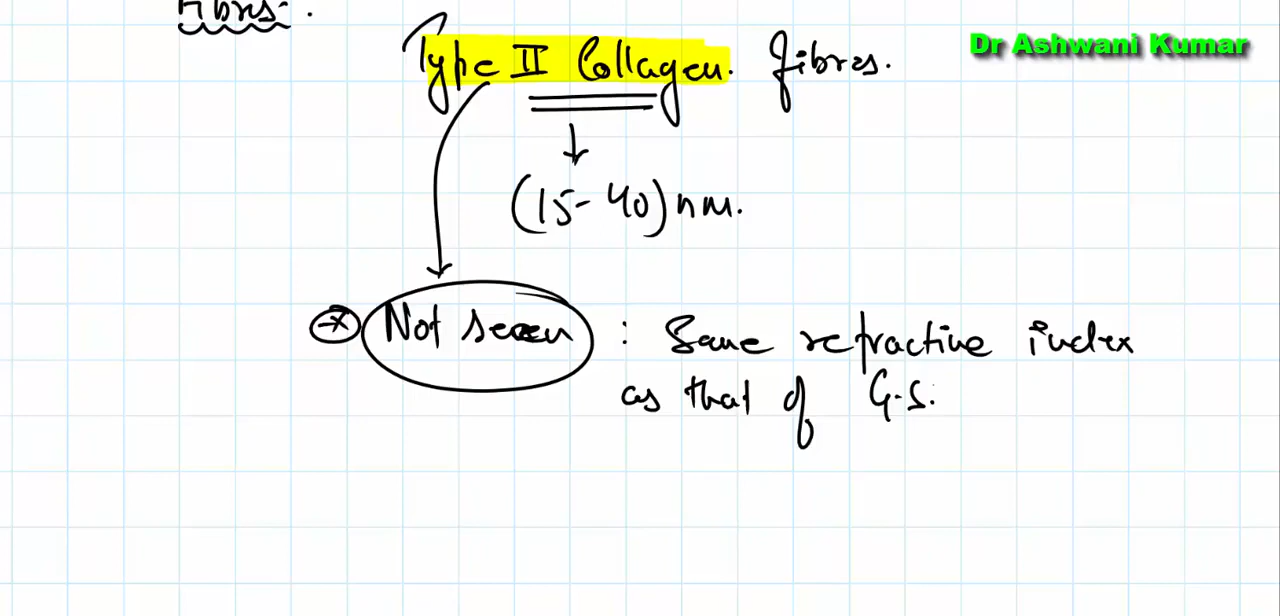 Fibres:
Dr Ashwani Kumar
Type II Collagen. fibres.
(15-40) nm.
Not seen : Same refractive index
as that of G.S.